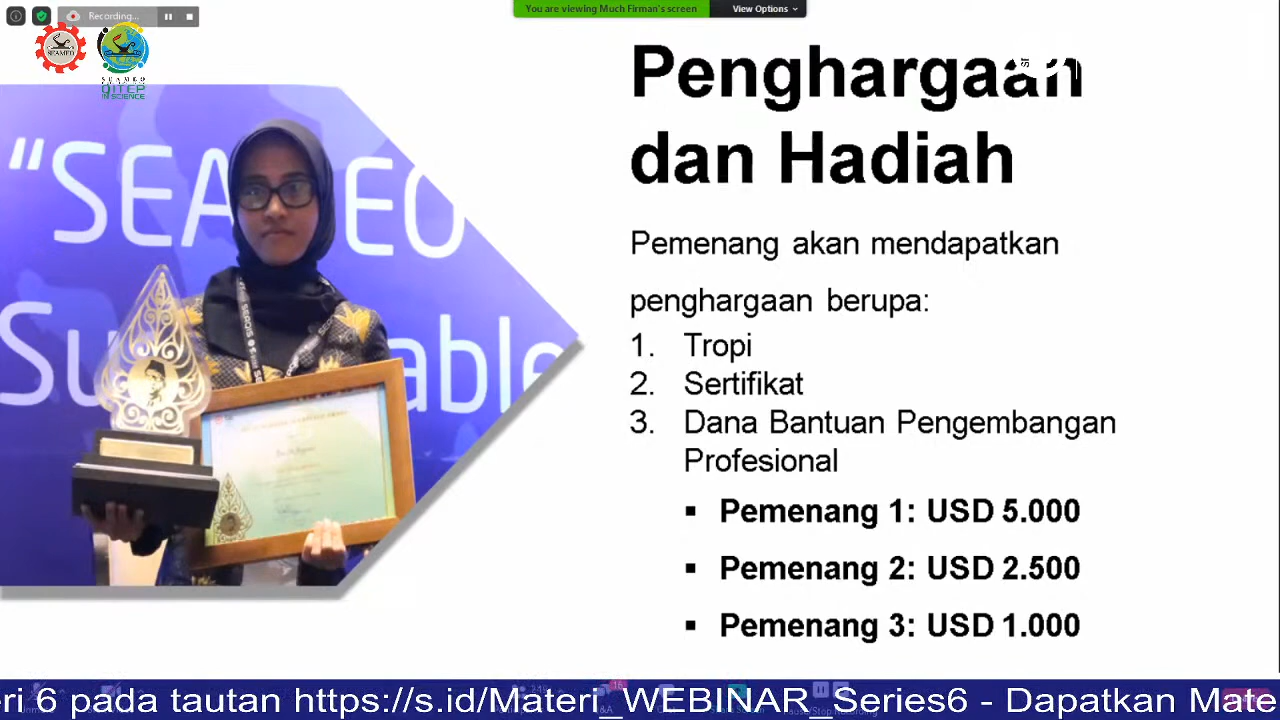 Recording...
You are viewing Much Firman's screen
View Options
SEAMEO
SEAMEO
QITEP
IN SCIENCE
Penghargaan
dan Hadiah
Pemenang akan mendapatkan
penghargaan berupa:
1. Tropi
2. Sertifikat
3. Dana Bantuan Pengembangan
Profesional
▪ Pemenang 1: USD 5.000
▪ Pemenang 2: USD 2.500
▪ Pemenang 3: USD 1.000
"SEAMEO
ri 6 pada tautan https://s.id/Materi_WEBINAR_Series6 - Dapatkan Mate